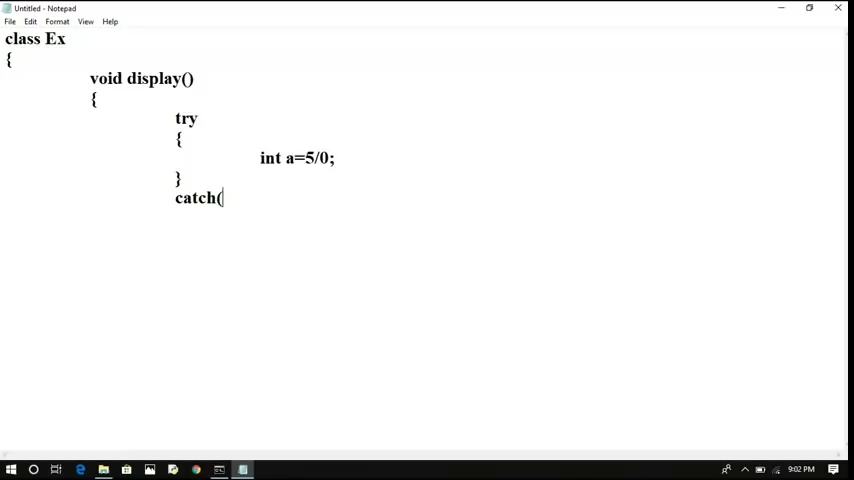 Untitled - Notepad
File Edit Format View Help
class Ex
{
void display()
{
try
{
int a=5/0;
}
catch(
9:02 PM